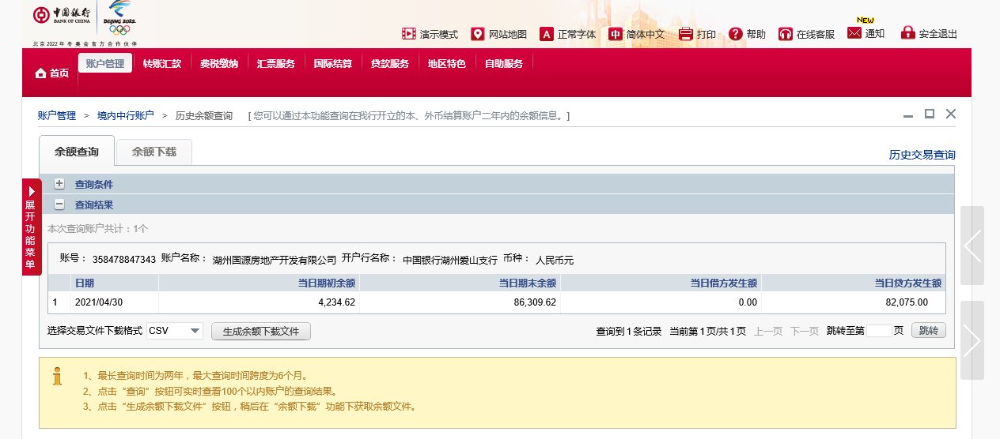 中国银行
BANK OF CHINA
BEIJING 2022
北京2022年冬奥会官方合作伙伴
演示模式 网站地图 A 正常字体 中 简体中文 打印 ? 帮助 在线客服 NEW 通知 安全退出
首页 账户管理 转账汇款 费税缴纳 汇票服务 国际结算 贷款服务 地区特色 自助服务
账户管理 > 境内中行账户 > 历史余额查询 [ 您可以通过本功能查询在我行开立的本、外币结算账户二年内的余额信息。]
余额查询 余额下载
历史交易查询
查询条件
查询结果
展开功能菜单
本次查询账户共计：1个
账号： 358478847343 账户名称： 湖州国源房地产开发有限公司 开户行名称： 中国银行湖州爱山支行 币种： 人民币元
日期 当日期初余额 当日期末余额 当日借方发生额 当日贷方发生额
1 2021/04/30 4,234.62 86,309.62 0.00 82,075.00
选择交易文件下载格式 CSV 生成余额下载文件 查询到 1 条记录 当前第 1 页/共 1 页 上一页 下一页 跳转至第 页 跳转
1、最长查询时间为两年，最大查询时间跨度为6个月。
2、点击“查询”按钮可实时查看100个以内账户的查询结果。
3、点击“生成余额下载文件”按钮，稍后在“余额下载”功能下获取余额文件。